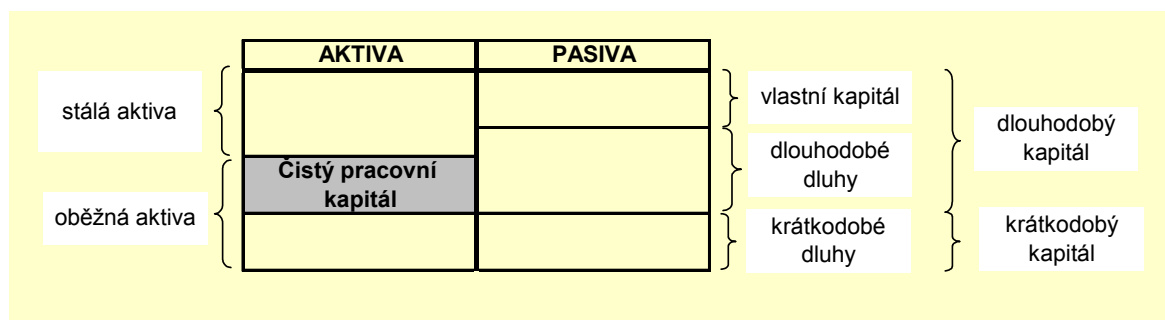 AKTIVA
PASIVA
stálá aktiva
vlastní kapitál
dlouhodobý
kapitál
dlouhodobé
dluhy
Čistý pracovní
kapitál
oběžná aktiva
krátkodobé
dluhy
krátkodobý
kapitál